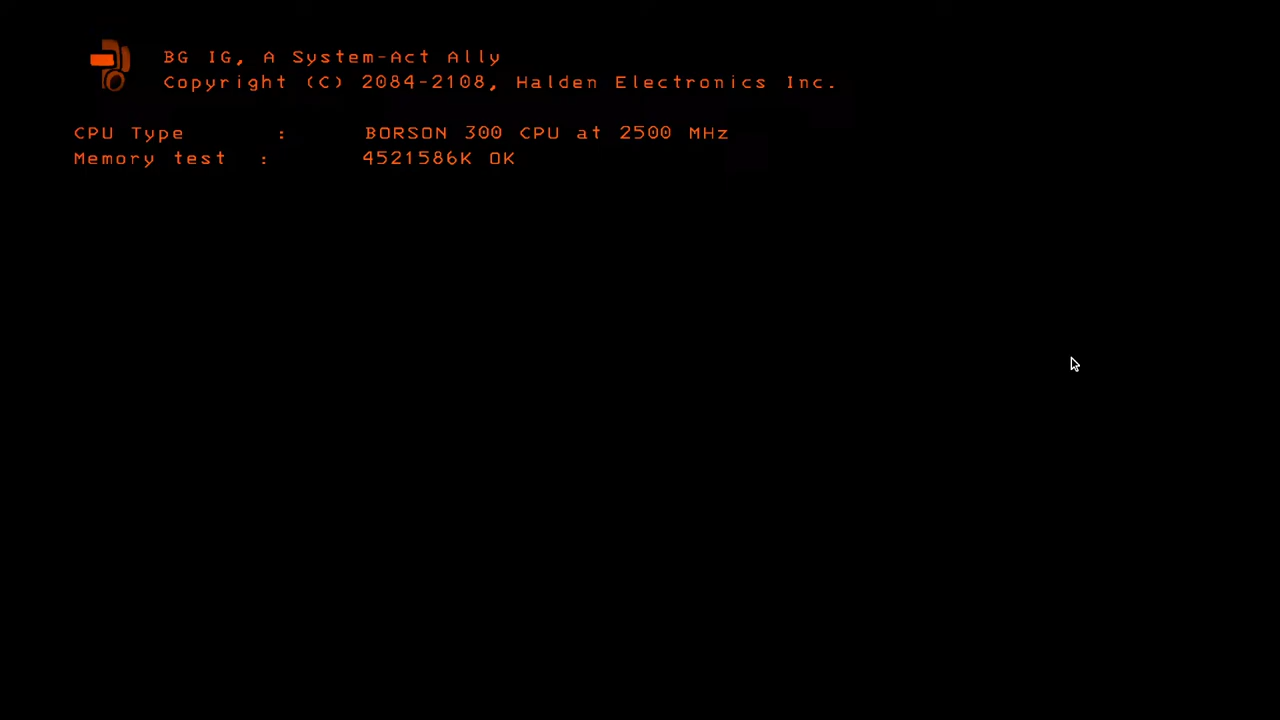 BG IG, A System-Act Ally
Copyright (C) 2084-2108, Halden Electronics Inc.
CPU Type : BORSON 300 CPU at 2500 MHz
Memory test : 4521586K OK